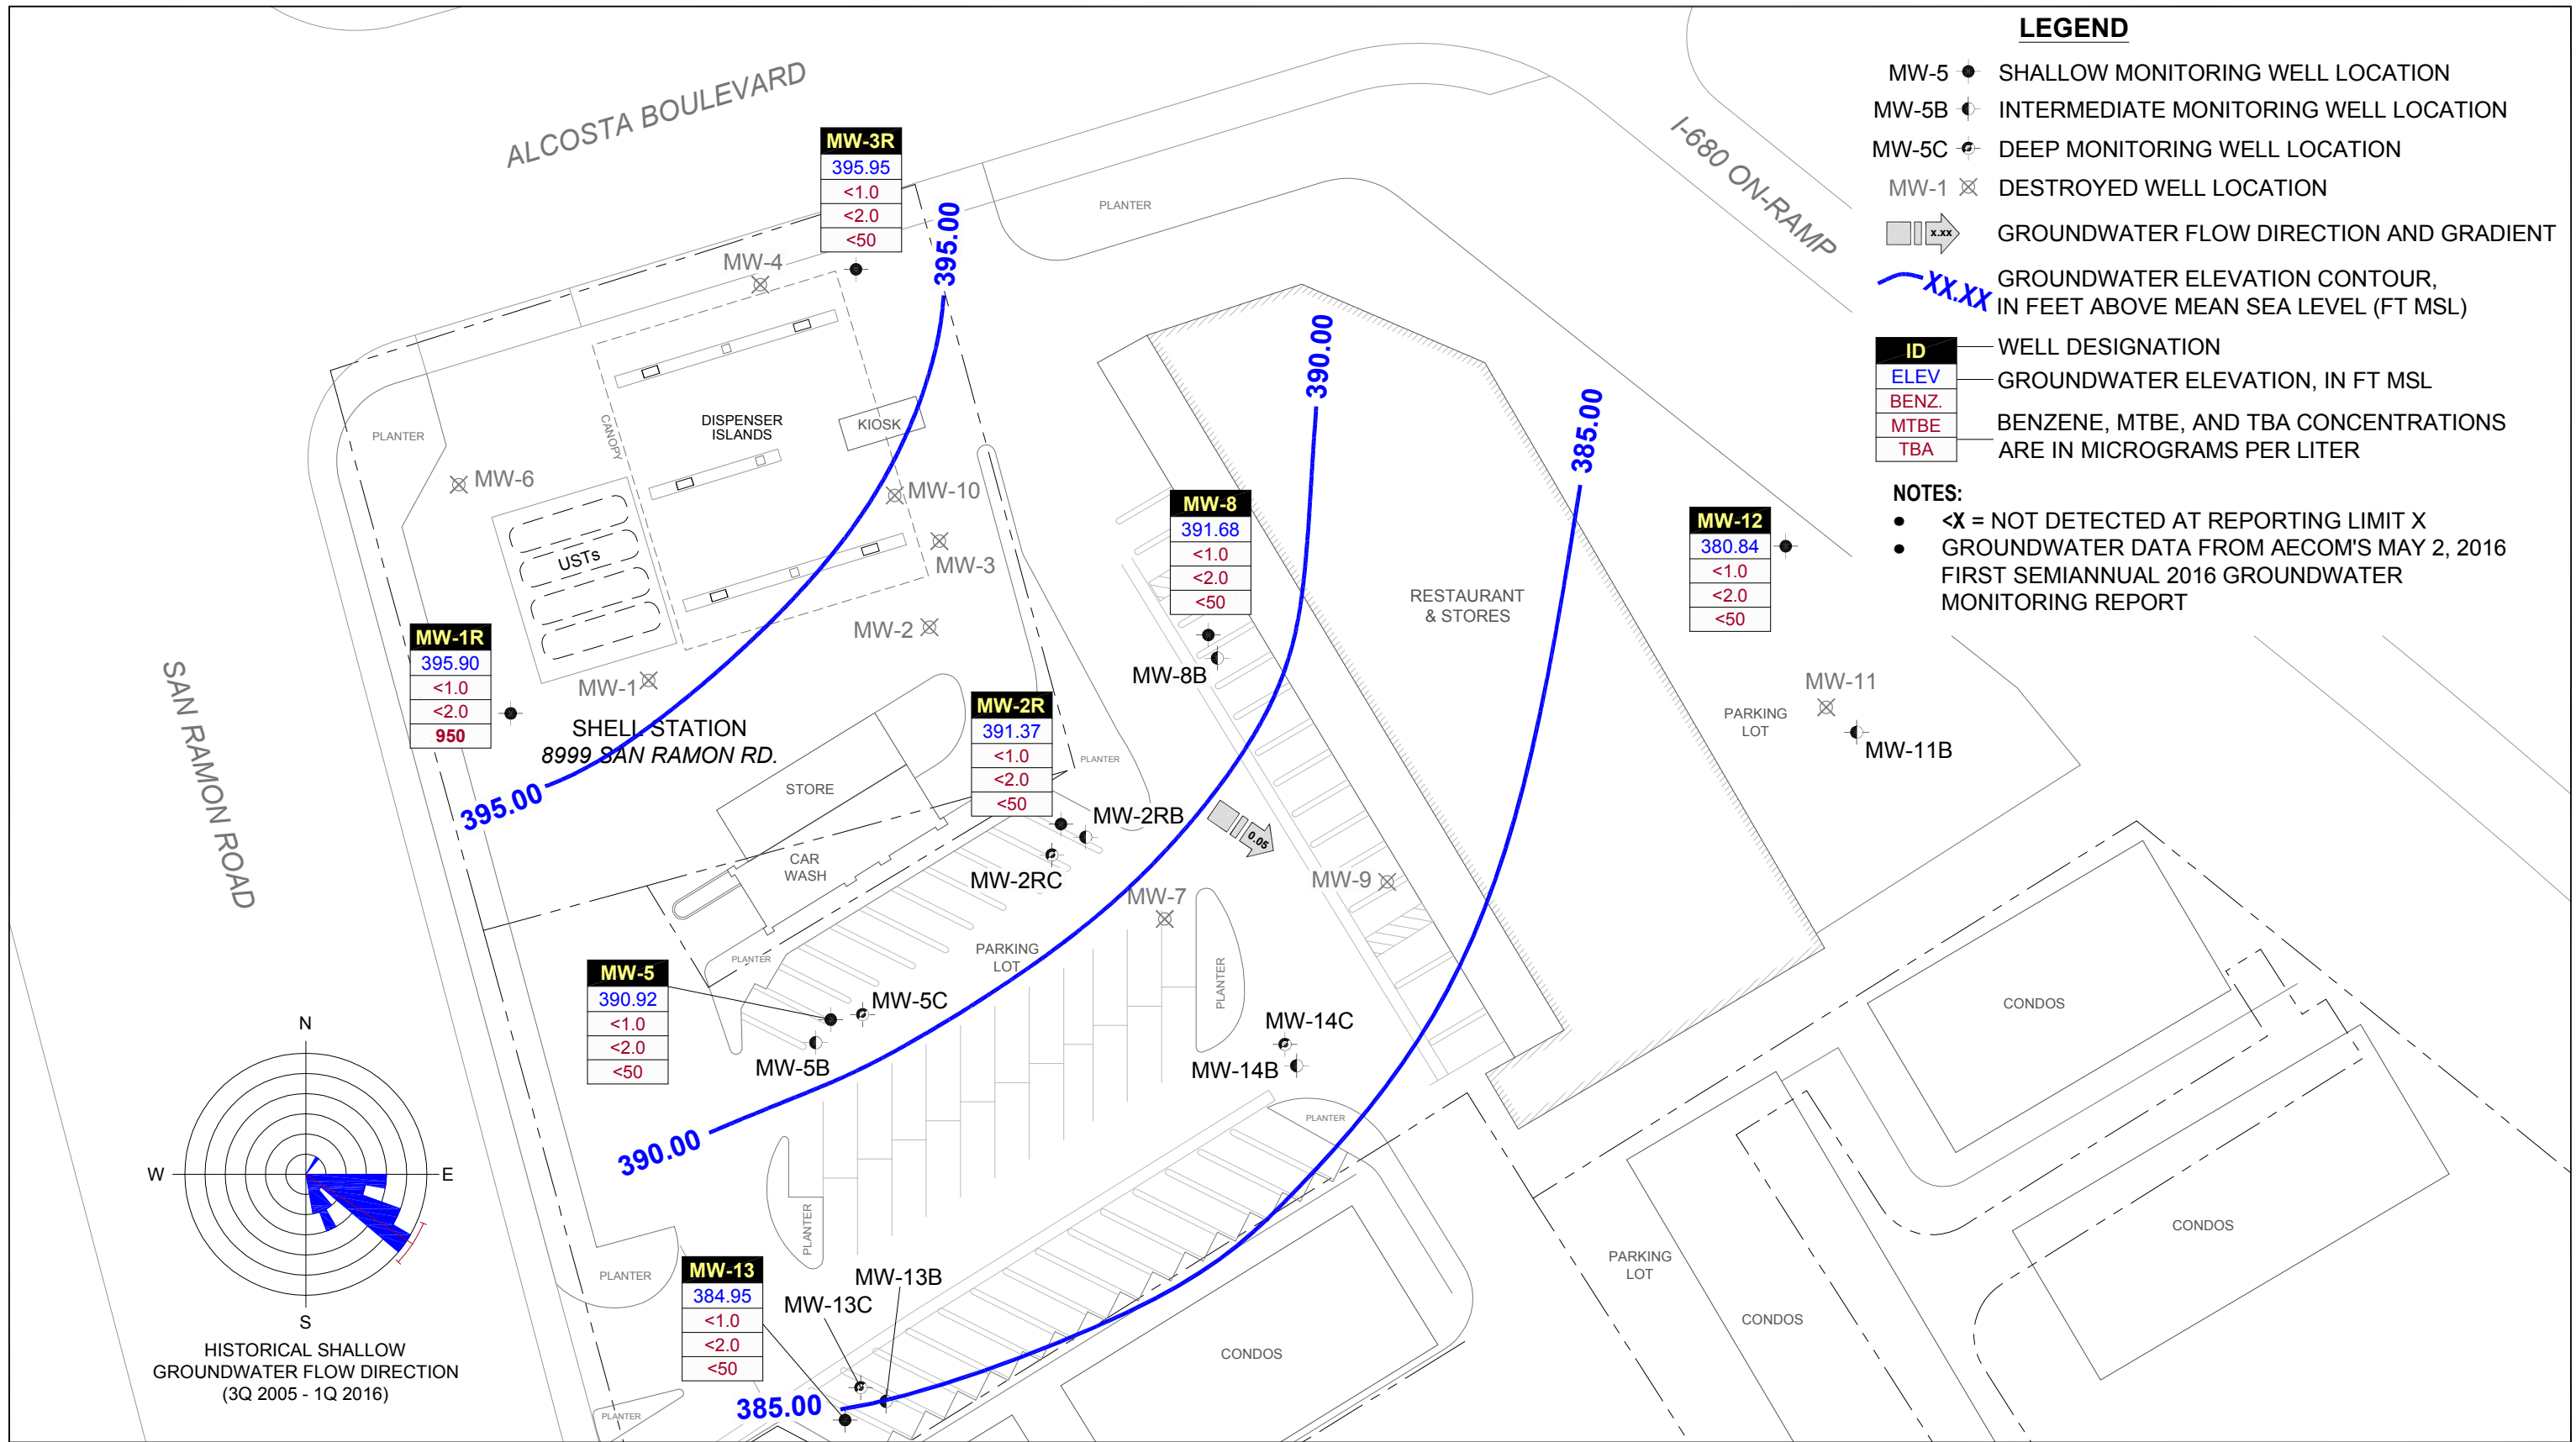 LEGEND
MW-5 SHALLOW MONITORING WELL LOCATION
MW-5B INTERMEDIATE MONITORING WELL LOCATION
MW-5C DEEP MONITORING WELL LOCATION
MW-1 DESTROYED WELL LOCATION
x.xx GROUNDWATER FLOW DIRECTION AND GRADIENT
XX.XX GROUNDWATER ELEVATION CONTOUR,
IN FEET ABOVE MEAN SEA LEVEL (FT MSL)
ID WELL DESIGNATION
ELEV GROUNDWATER ELEVATION, IN FT MSL
BENZ.
MTBE
TBA
BENZENE, MTBE, AND TBA CONCENTRATIONS
ARE IN MICROGRAMS PER LITER
NOTES:
● <X = NOT DETECTED AT REPORTING LIMIT X
● GROUNDWATER DATA FROM AECOM'S MAY 2, 2016
FIRST SEMIANNUAL 2016 GROUNDWATER
MONITORING REPORT
ALCOSTA BOULEVARD
I-680 ON-RAMP
SAN RAMON ROAD
MW-3R
395.95
<1.0
<2.0
<50
395.00
PLANTER
MW-4
390.00
385.00
PLANTER
CANOPY
DISPENSER
ISLANDS
KIOSK
MW-6
MW-10
USTs
MW-3
MW-8
391.68
<1.0
<2.0
<50
MW-12
380.84
<1.0
<2.0
<50
RESTAURANT
& STORES
MW-1R
395.90
<1.0
<2.0
950
MW-2
MW-8B
MW-1
MW-11
PARKING
LOT
MW-11B
SHELL STATION
8999 SAN RAMON RD.
MW-2R
391.37
<1.0
<2.0
<50
PLANTER
395.00
STORE
MW-2RB
0.05
CAR
WASH
MW-2RC
MW-9
MW-7
PLANTER
PARKING
LOT
PLANTER
MW-5
390.92
<1.0
<2.0
<50
MW-5C
MW-5B
MW-14C
MW-14B
CONDOS
PLANTER
390.00
PLANTER
CONDOS
PARKING
LOT
PLANTER
MW-13
384.95
<1.0
<2.0
<50
MW-13B
MW-13C
CONDOS
CONDOS
385.00
PLANTER
N
W
E
S
HISTORICAL SHALLOW
GROUNDWATER FLOW DIRECTION
(3Q 2005 - 1Q 2016)